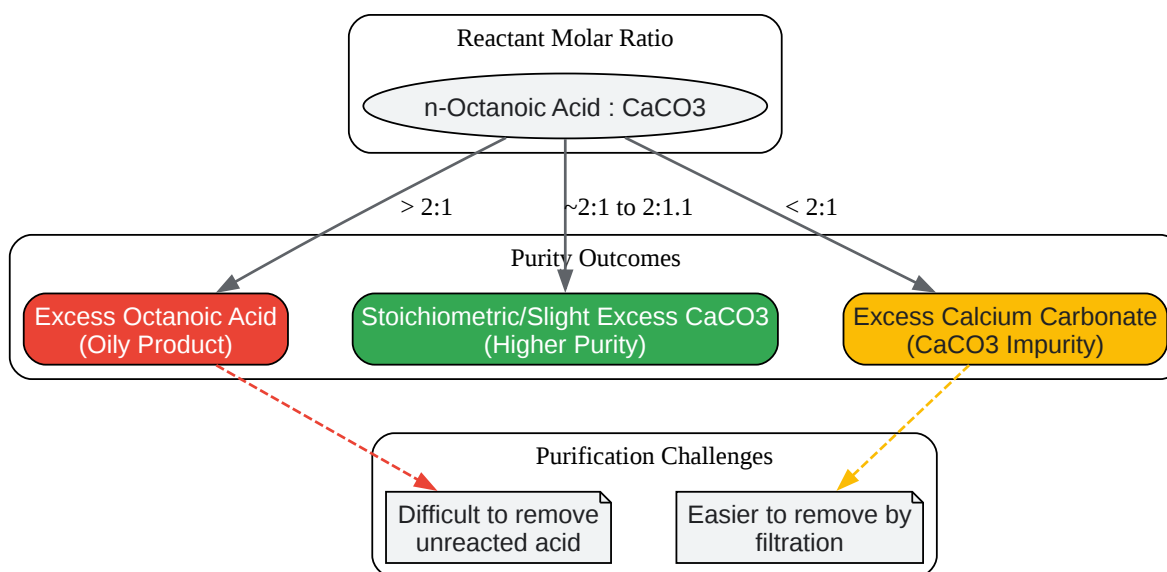 Reactant Molar Ratio
n-Octanoic Acid : CaCO3
> 2:1
~2:1 to 2:1.1
< 2:1
Purity Outcomes
Excess Octanoic Acid
(Oily Product)
Stoichiometric/Slight Excess CaCO3
(Higher Purity)
Excess Calcium Carbonate
(CaCO3 Impurity)
Purification Challenges
Difficult to remove
unreacted acid
Easier to remove by
filtration